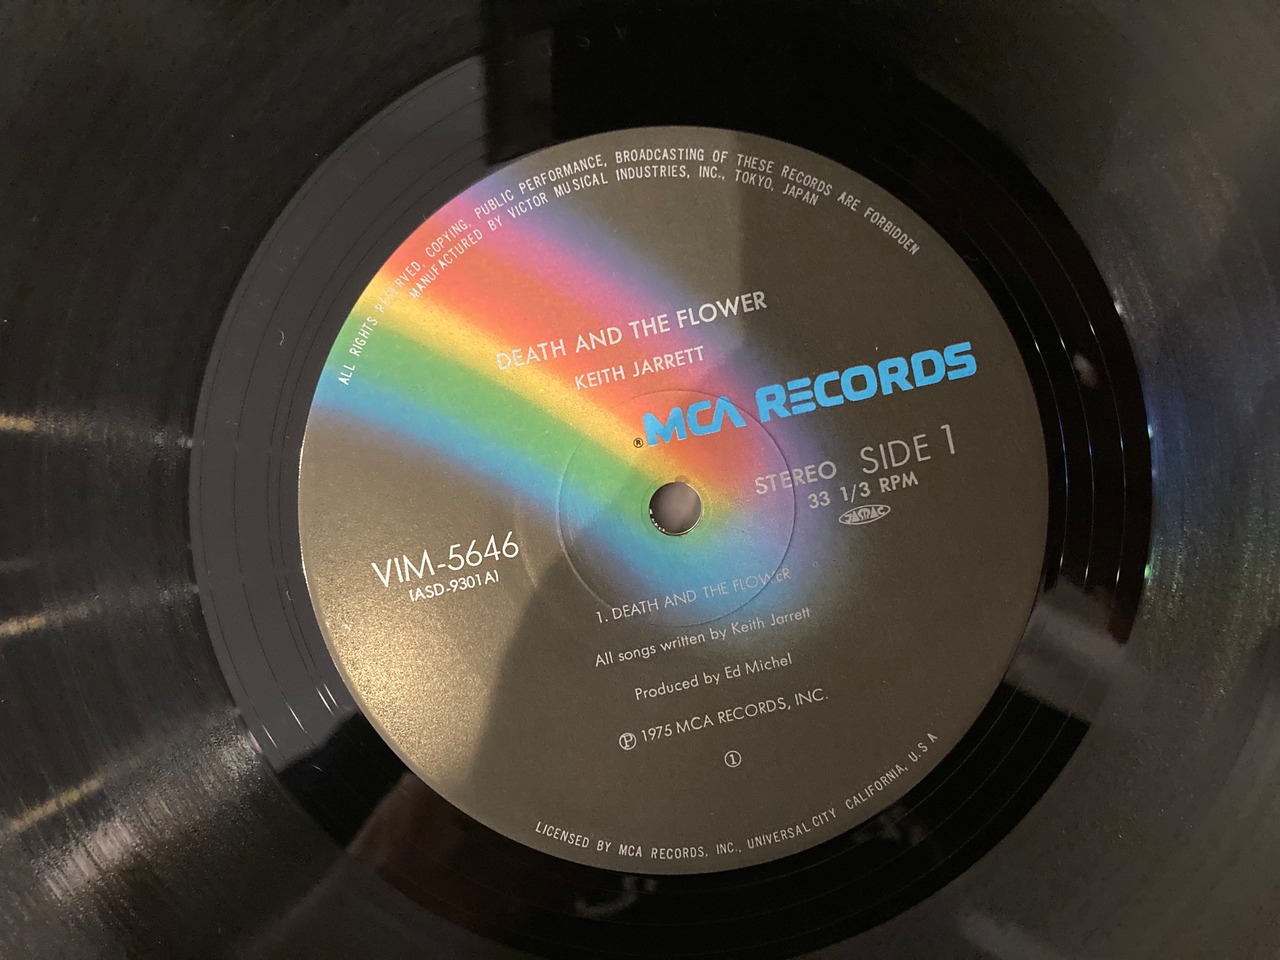 ALL RIGHTS RESERVED. COPYING, PUBLIC PERFORMANCE, BROADCASTING OF THESE RECORDS ARE FORBIDDEN
MANUFACTURED BY VICTOR MUSICAL INDUSTRIES, INC., TOKYO, JAPAN
DEATH AND THE FLOWER
KEITH JARRETT
®MCA RECORDS
STEREO SIDE 1
33 1/3 RPM
JASRAC
VIM-5646
(ASD-9301A)
1. DEATH AND THE FLOWER
All songs written by Keith Jarrett
Produced by Ed Michel
Ⓟ 1975 MCA RECORDS, INC.
①
LICENSED BY MCA RECORDS, INC., UNIVERSAL CITY CALIFORNIA, U.S A